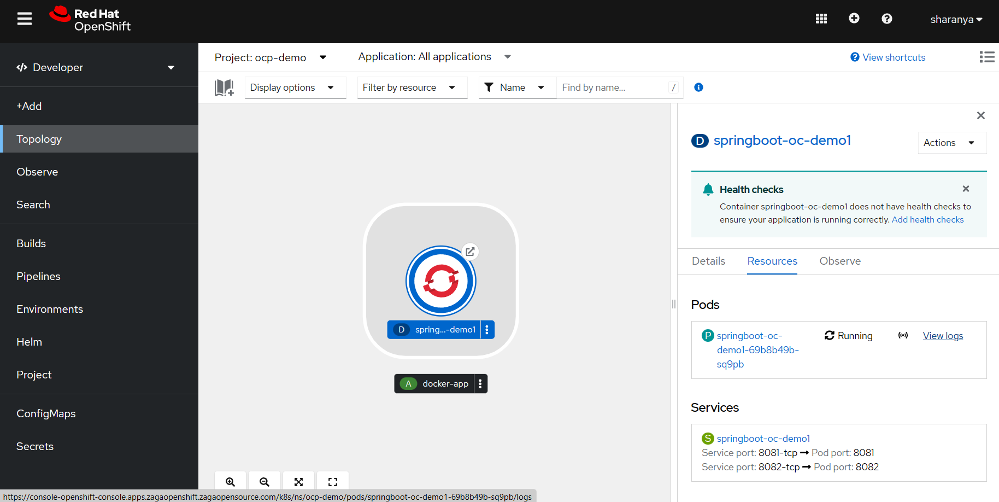 Red Hat
OpenShift
sharanya
Developer
+Add
Topology
Observe
Search
Builds
Pipelines
Environments
Helm
Project
ConfigMaps
Secrets
Project: ocp-demo
Application: All applications
View shortcuts
Display options
Filter by resource
Name
Find by name...
/
D spring...-demo1
A docker-app
D springboot-oc-demo1
Actions
Health checks
Container springboot-oc-demo1 does not have health checks to
ensure your application is running correctly. Add health checks
Details Resources Observe
Pods
P springboot-oc-
demo1-69b8b49b-
sq9pb
Running
View logs
Services
S springboot-oc-demo1
Service port: 8081-tcp → Pod port: 8081
Service port: 8082-tcp → Pod port: 8082
https://console-openshift-console.apps.zagaopenshift.zagaopensource.com/k8s/ns/ocp-demo/pods/springboot-oc-demo1-69b8b49b-sq9pb/logs